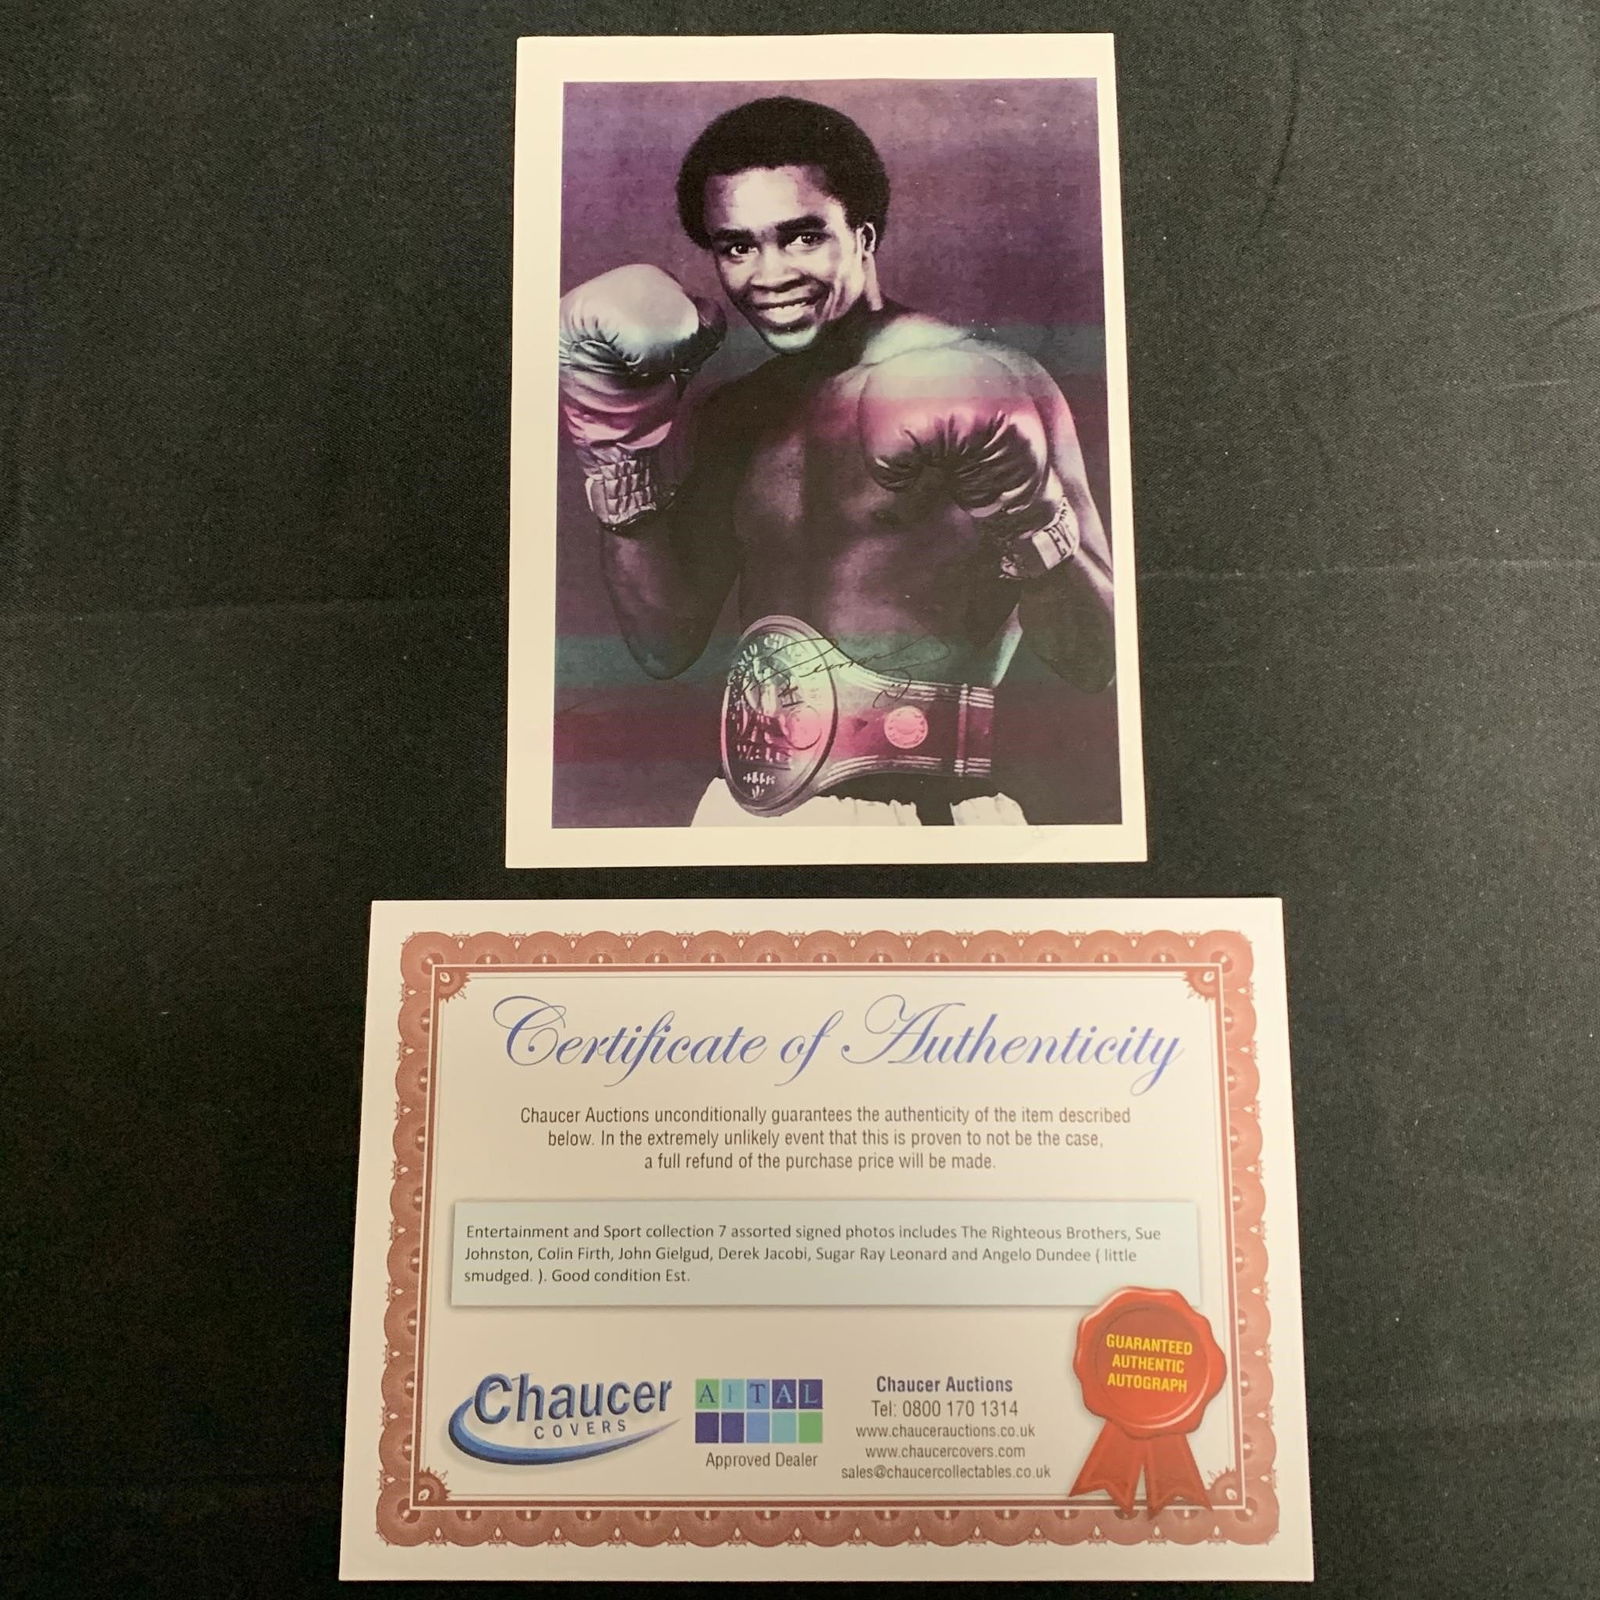 Certificate of Authenticity
Chaucer Auctions unconditionally guarantees the authenticity of the item described
below. In the extremely unlikely event that this is proven to not be the case,
a full refund of the purchase price will be made.
Entertainment and Sport collection 7 assorted signed photos includes The Righteous Brothers, Sue
Johnston, Colin Firth, John Gielgud, Derek Jacobi, Sugar Ray Leonard and Angelo Dundee ( little
smudged. ). Good condition Est.
Chaucer
COVERS
AFTAL
Approved Dealer
Chaucer Auctions
Tel: 0800 170 1314
www.chaucerauctions.co.uk
www.chaucercovers.com
sales@chaucercollectables.co.uk
GUARANTEED
AUTHENTIC
AUTOGRAPH